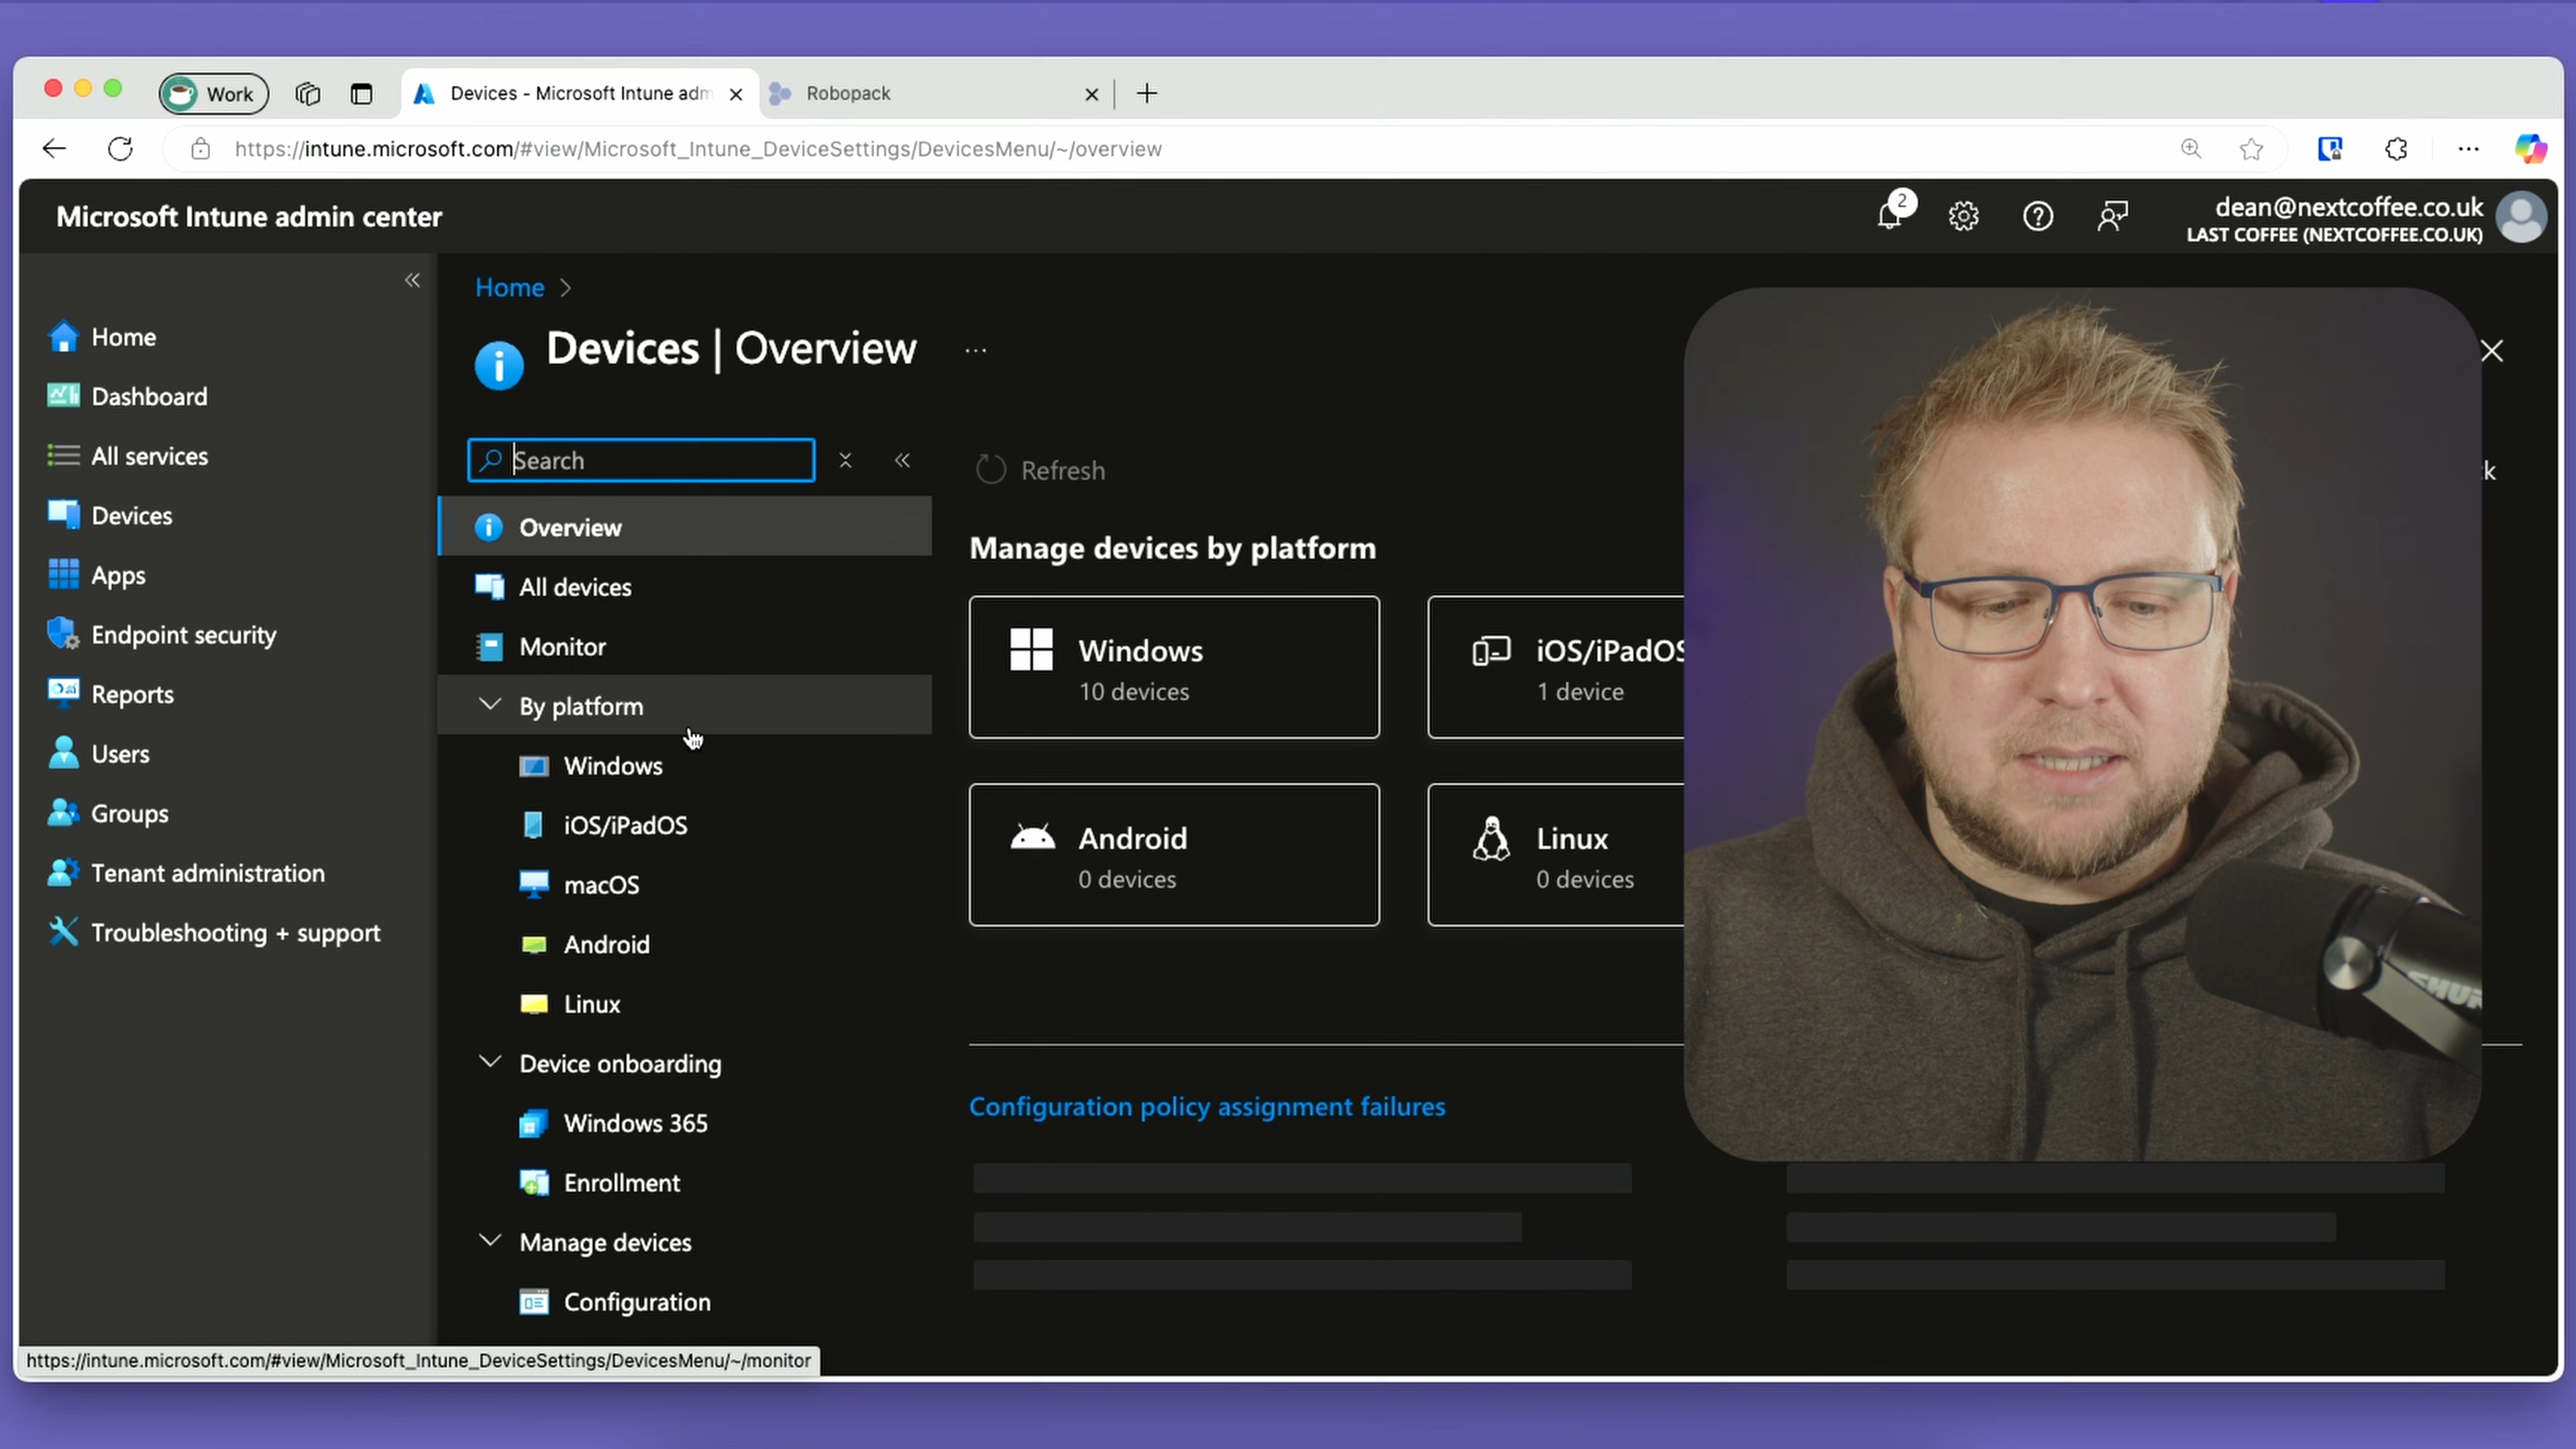 Work
Devices - Microsoft Intune adm
Robopack
https://intune.microsoft.com/#view/Microsoft_Intune_DeviceSettings/DevicesMenu/~/overview
Microsoft Intune admin center
2
dean@nextcoffee.co.uk
LAST COFFEE (NEXTCOFFEE.CO.UK)
Home
Dashboard
All services
Devices
Apps
Endpoint security
Reports
Users
Groups
Tenant administration
Troubleshooting + support
Home
Devices | Overview
Search
Overview
All devices
Monitor
By platform
Windows
iOS/iPadOS
macOS
Android
Linux
Device onboarding
Windows 365
Enrollment
Manage devices
Configuration
Refresh
k
Manage devices by platform
Windows
10 devices
iOS/iPadOS
1 device
Android
0 devices
Linux
0 devices
Configuration policy assignment failures
https://intune.microsoft.com/#view/Microsoft_Intune_DeviceSettings/DevicesMenu/~/monitor